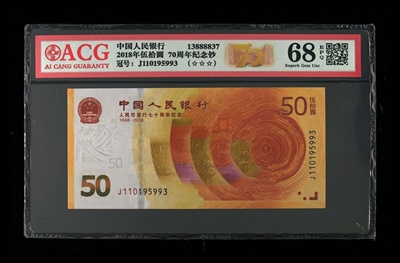 ACG
AI CANG GUARANTY
中国人民银行 13888837
2018年伍拾圆 70周年纪念钞
冠号: J110195993 (☆☆☆)
70
68 EPQ
Superb Gem Unc
中国人民银行
人民币发行七十周年纪念
1948-2018
50 伍拾圆
50
50
J110195993
J110195993